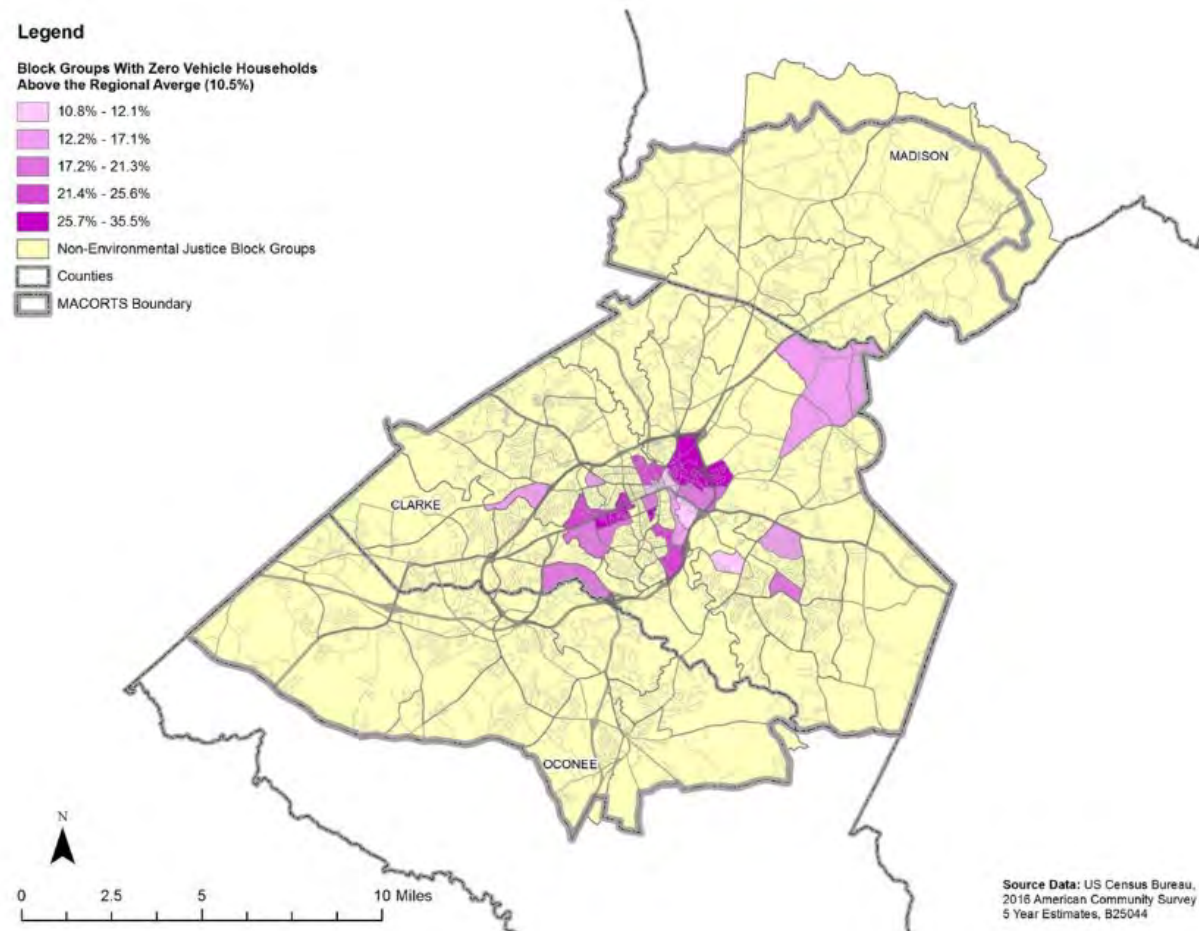 Legend
Block Groups With Zero Vehicle Households
Above the Regional Averge (10.5%)
10.8% - 12.1%
12.2% - 17.1%
17.2% - 21.3%
21.4% - 25.6%
25.7% - 35.5%
Non-Environmental Justice Block Groups
Counties
MACORTS Boundary
MADISON
CLARKE
OCONEE
N
0 2.5 5 10 Miles
Source Data: US Census Bureau,
2016 American Community Survey
5 Year Estimates, B25044